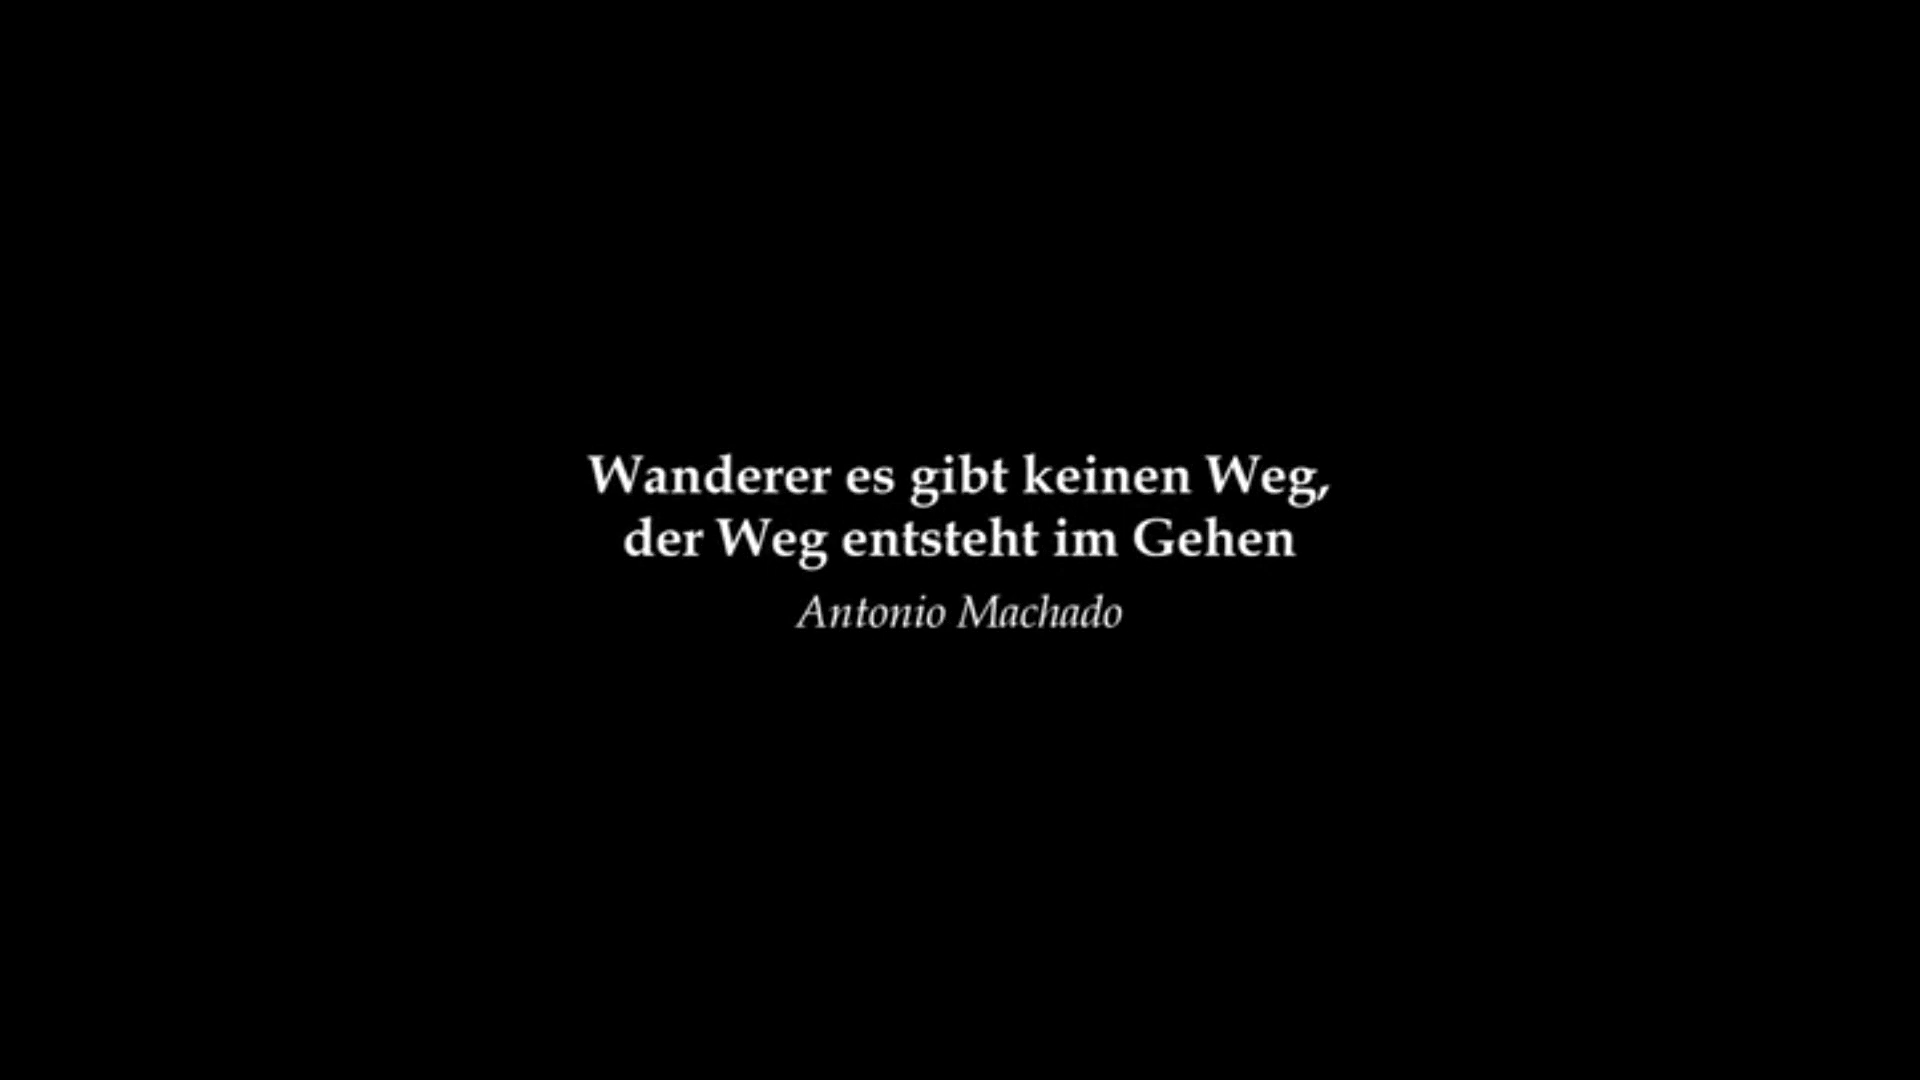 Wanderer es gibt keinen Weg,
der Weg entsteht im Gehen
Antonio Machado